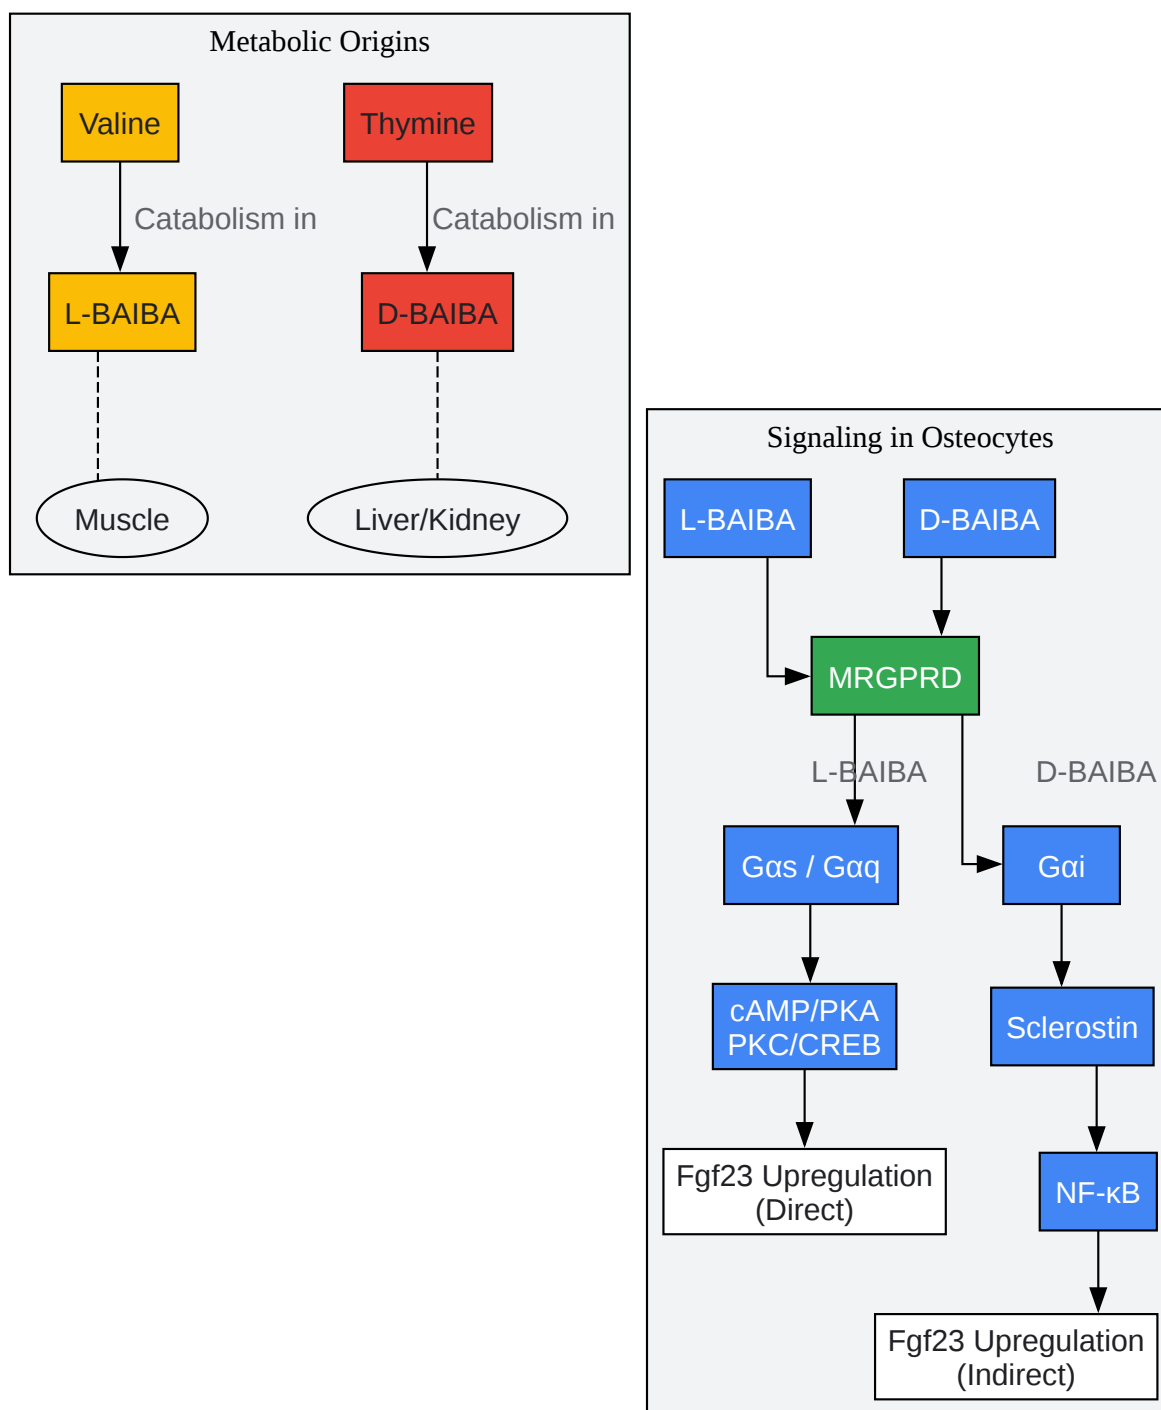 Metabolic Origins
Valine
Thymine
Catabolism in
Catabolism in
L-BAIBA
D-BAIBA
Muscle
Liver/Kidney
Signaling in Osteocytes
L-BAIBA
D-BAIBA
MRGPRD
L-BAIBA
D-BAIBA
Gαs / Gαq
Gαi
cAMP/PKA
PKC/CREB
Sclerostin
Fgf23 Upregulation
(Direct)
NF-κB
Fgf23 Upregulation
(Indirect)